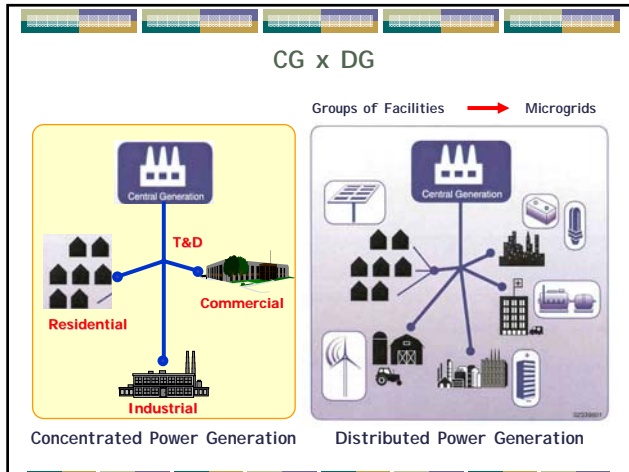 CG x DG
Groups of Facilities
Microgrids
Central Generation
T&D
Residential
Commercial
Industrial
Central Generation
Concentrated Power Generation
Distributed Power Generation